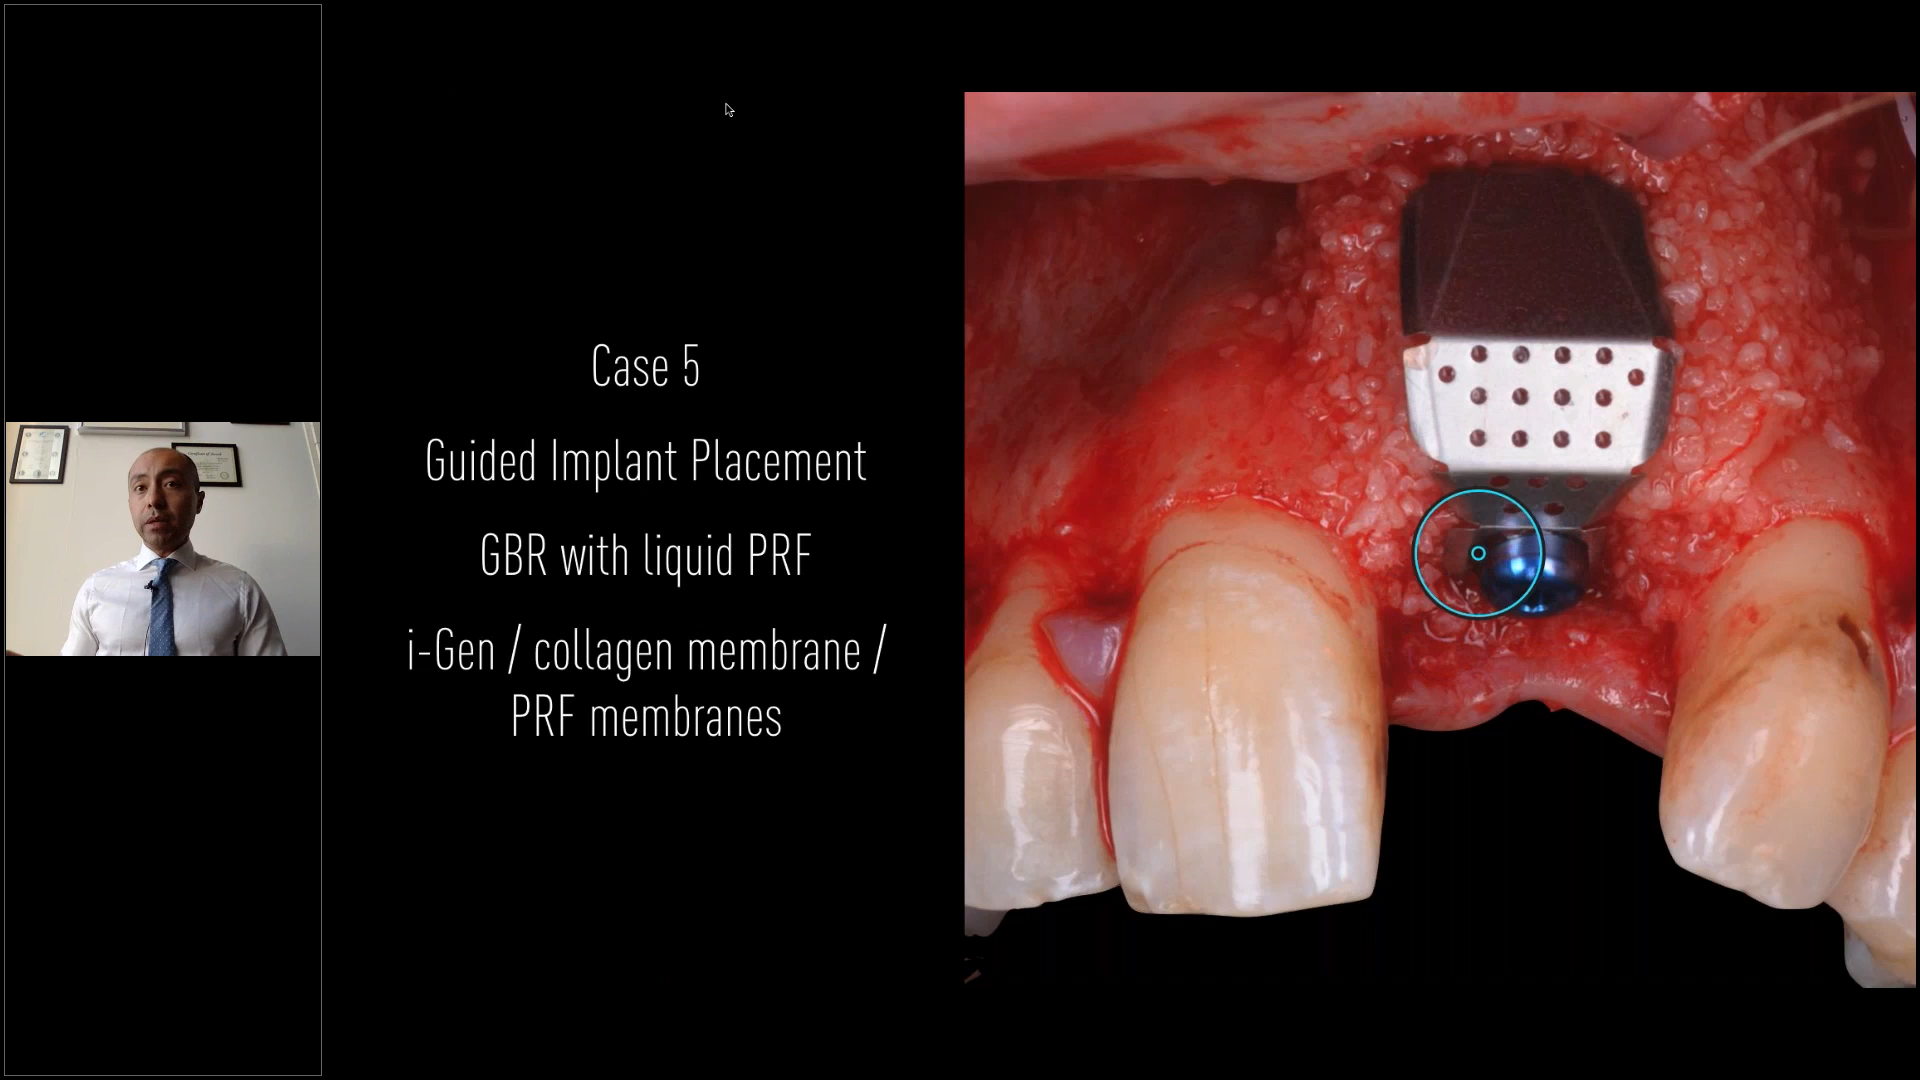 Case 5
Guided Implant Placement
GBR with liquid PRF
i-Gen / collagen membrane /
PRF membranes